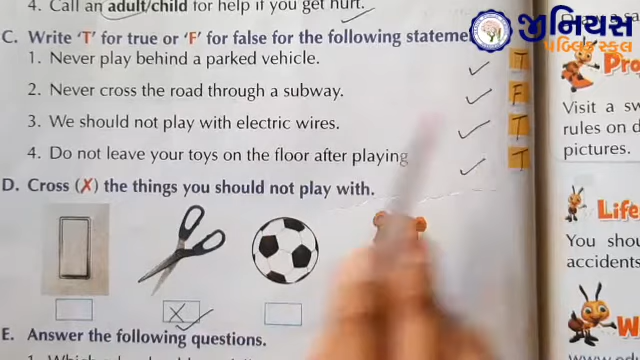 4. Call an adult/child for help if you get hurt.
C. Write 'T' for true or 'F' for false for the following stateme
1. Never play behind a parked vehicle. T
2. Never cross the road through a subway. F
3. We should not play with electric wires. T
4. Do not leave your toys on the floor after playing T
D. Cross (X) the things you should not play with.
X
E. Answer the following questions.
જીનિયસ
પબ્લિક સ્કૂલ
Pro
Visit a sw
rules on d
pictures.
Life
You shou
accidents
W